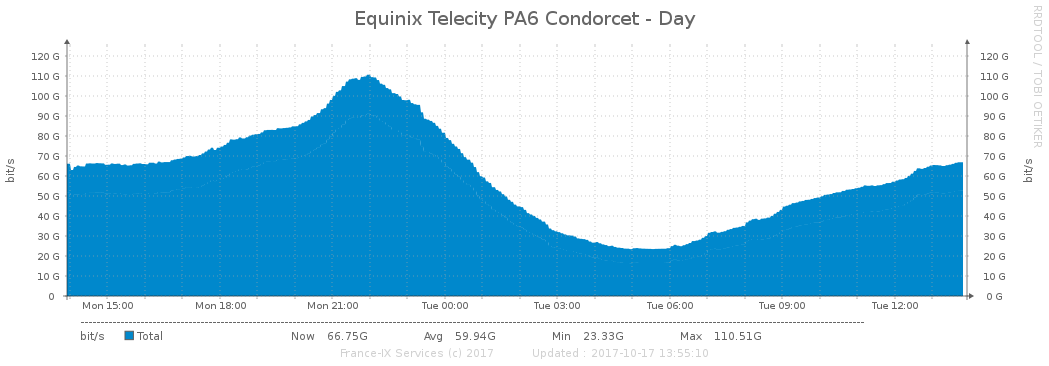 Equinix Telecity PA6 Condorcet - Day
RRDTOOL / TOBI OETIKER
120 G 120 G
110 G 110 G
100 G 100 G
90 G 90 G
80 G 80 G
70 G 70 G
60 G 60 G
50 G 50 G
40 G 40 G
30 G 30 G
20 G 20 G
10 G 10 G
0 0 G
bit/s
bit/s
Mon 15:00 Mon 18:00 Mon 21:00 Tue 00:00 Tue 03:00 Tue 06:00 Tue 09:00 Tue 12:00
bit/s Total Now 66.75G Avg 59.94G Min 23.33G Max 110.51G
France-IX Services (c) 2017 Updated : 2017-10-17 13:55:10